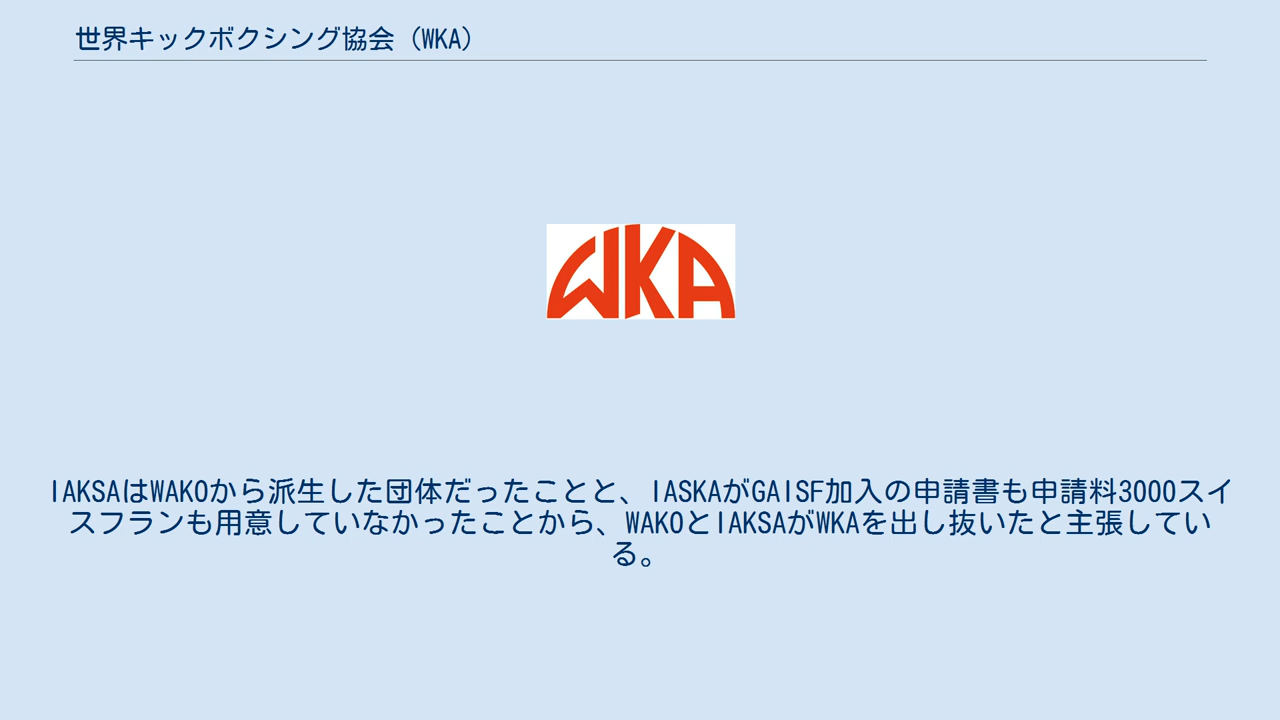 世界キックボクシング協会（WKA）
WKA
IAKSAはWAKOから派生した団体だったことと、IASKAがGAISF加入の申請書も申請料3000スイ
スフランも用意していなかったことから、WAKOとIAKSAがWKAを出し抜いたと主張してい
る。